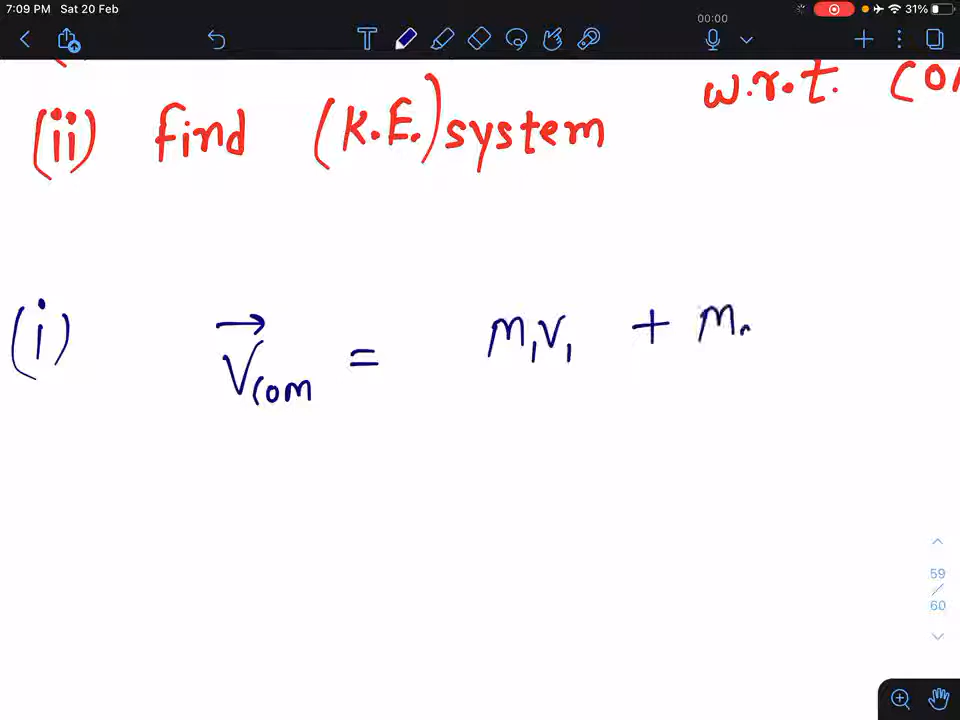 7:09 PM Sat 20 Feb 31%
00:00
T
w.r.t.
(ii) find (K.E.)system
(i) V⃗com = m₁v₁ + m
59
/
60